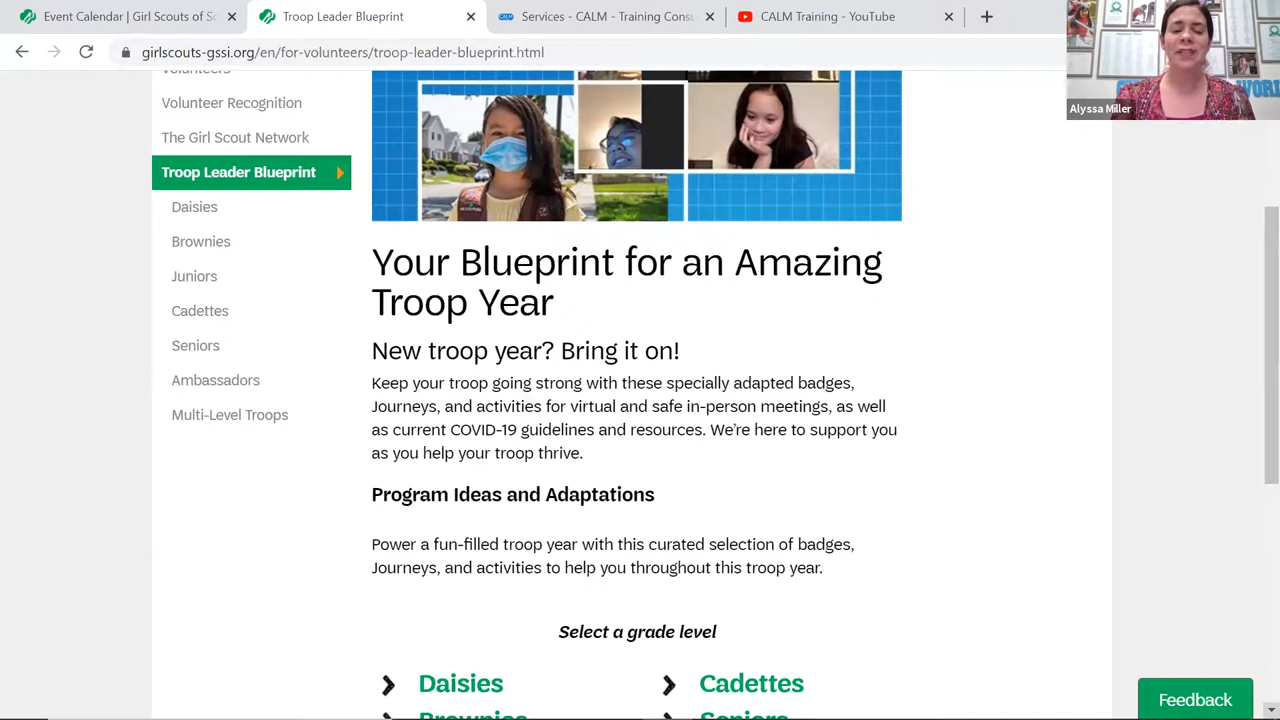 Event Calendar | Girl Scouts of S
Troop Leader Blueprint
Services - CALM - Training Cons
CALM Training - YouTube
girlscoutsgssi.org/en/for-volunteers/troop-leader-blueprint.html
Alyssa Miller
Volunteers
Volunteer Recognition
The Girl Scout Network
Troop Leader Blueprint
Daisies
Brownies
Juniors
Cadettes
Seniors
Ambassadors
Multi-Level Troops
Your Blueprint for an Amazing
Troop Year
New troop year? Bring it on!
Keep your troop going strong with these specially adapted badges,
Journeys, and activities for virtual and safe in-person meetings, as well
as current COVID-19 guidelines and resources. We’re here to support you
as you help your troop thrive.
Program Ideas and Adaptations
Power a fun-filled troop year with this curated selection of badges,
Journeys, and activities to help you throughout this troop year.
Select a grade level
Daisies
Cadettes
Brownies
Seniors
Feedback